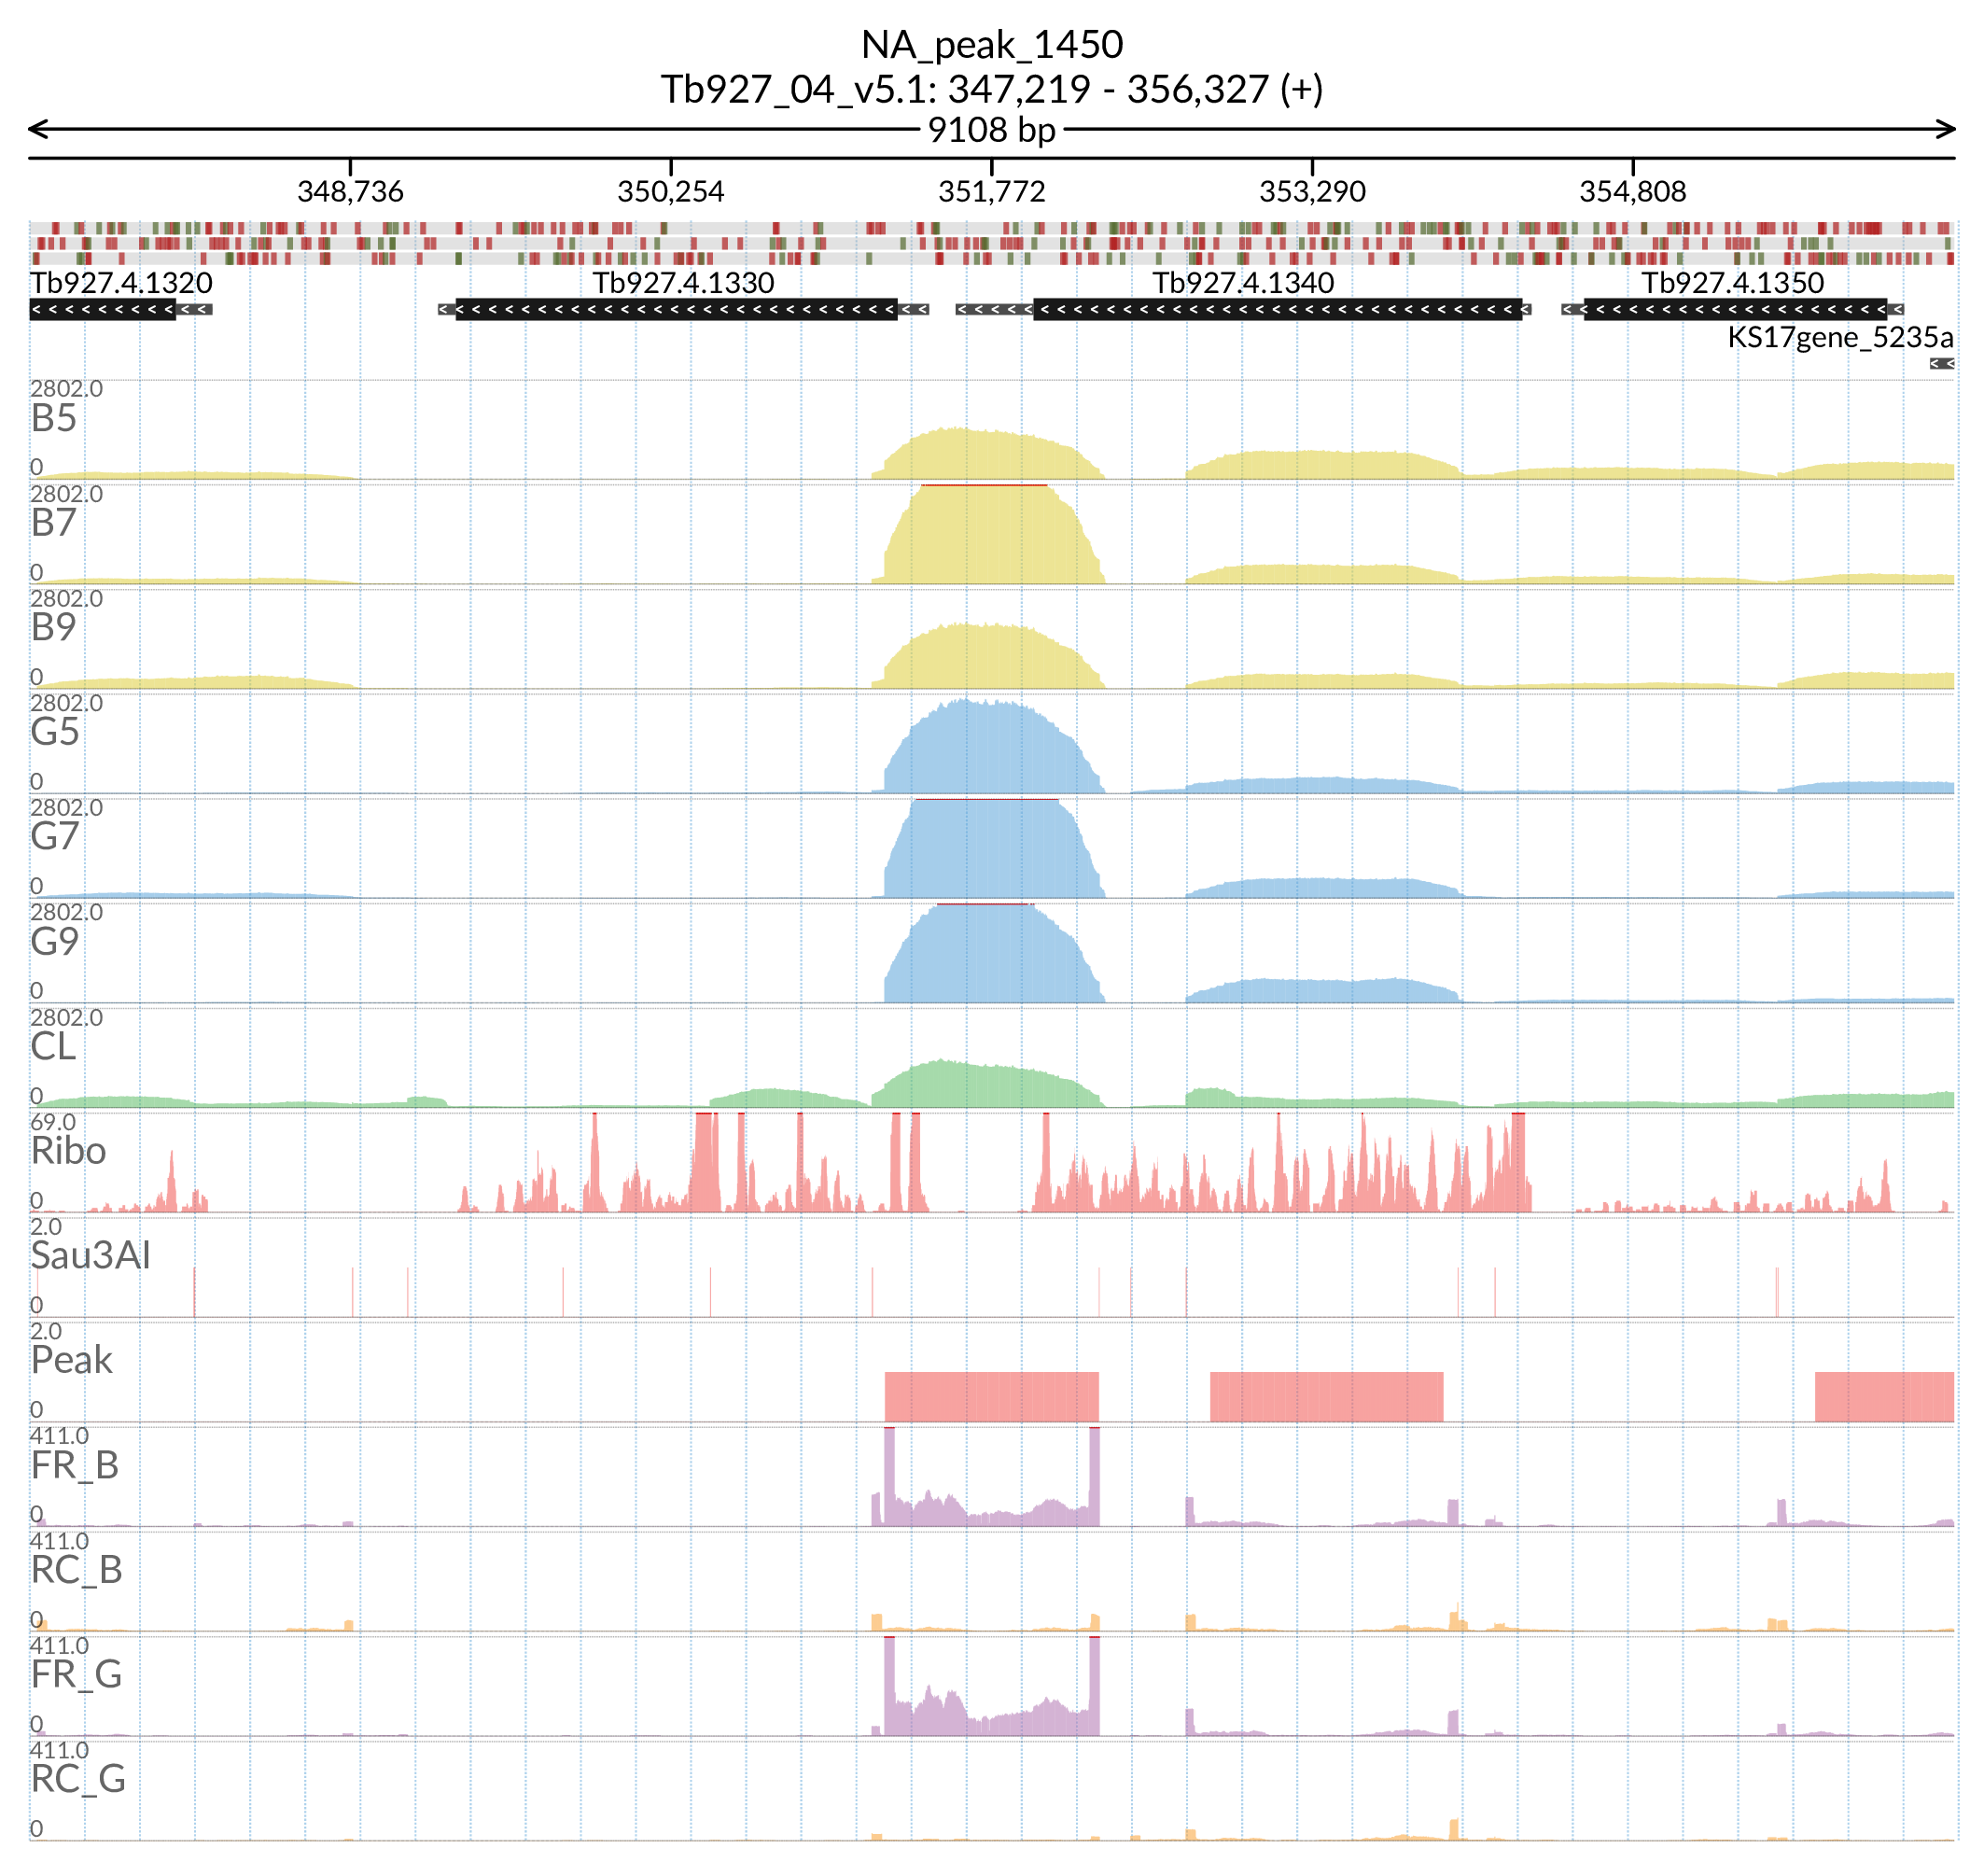 NA_peak_1450
Tb927_04_v5.1: 347,219 - 356,327 (+)
9108 bp
348,736 350,254 351,772 353,290 354,808
Tb927.4.1320 Tb927.4.1330 Tb927.4.1340 Tb927.4.1350
KS17gene_5235a
2802.0
B5
0
2802.0
B7
0
2802.0
B9
0
2802.0
G5
0
2802.0
G7
0
2802.0
G9
0
2802.0
CL
0
69.0
Ribo
0
2.0
Sau3AI
0
2.0
Peak
0
411.0
FR_B
0
411.0
RC_B
0
411.0
FR_G
0
411.0
RC_G
0